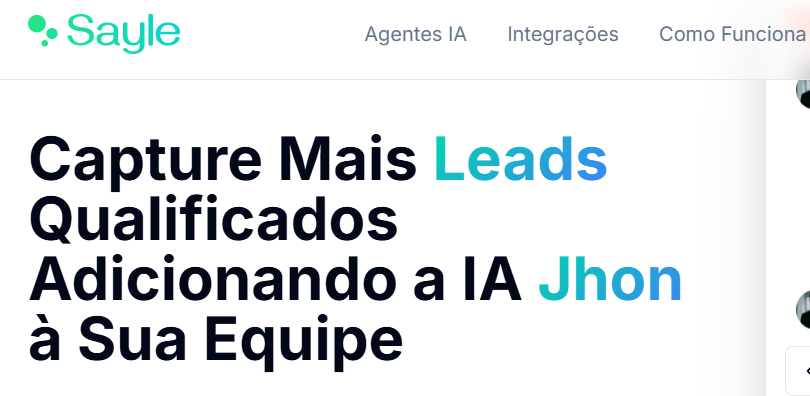 Sayle
Agentes IA Integrações Como Funciona
Capture Mais Leads
Qualificados
Adicionando a IA Jhon
à Sua Equipe